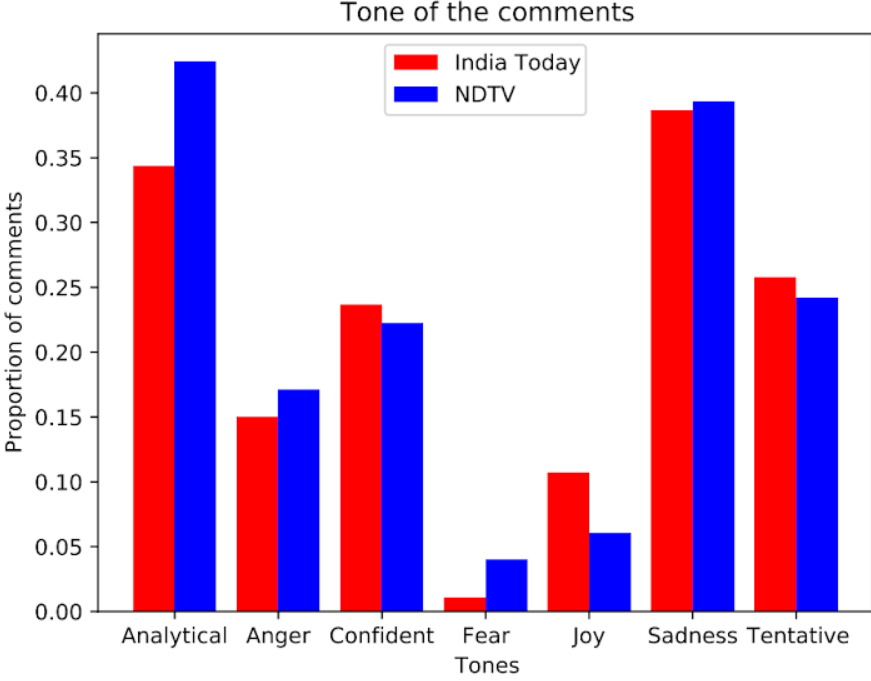 Tone of the comments
India Today
NDTV
Proportion of comments
0.40
0.35
0.30
0.25
0.20
0.15
0.10
0.05
0.00
Analytical Anger Confident Fear Joy Sadness Tentative
Tones